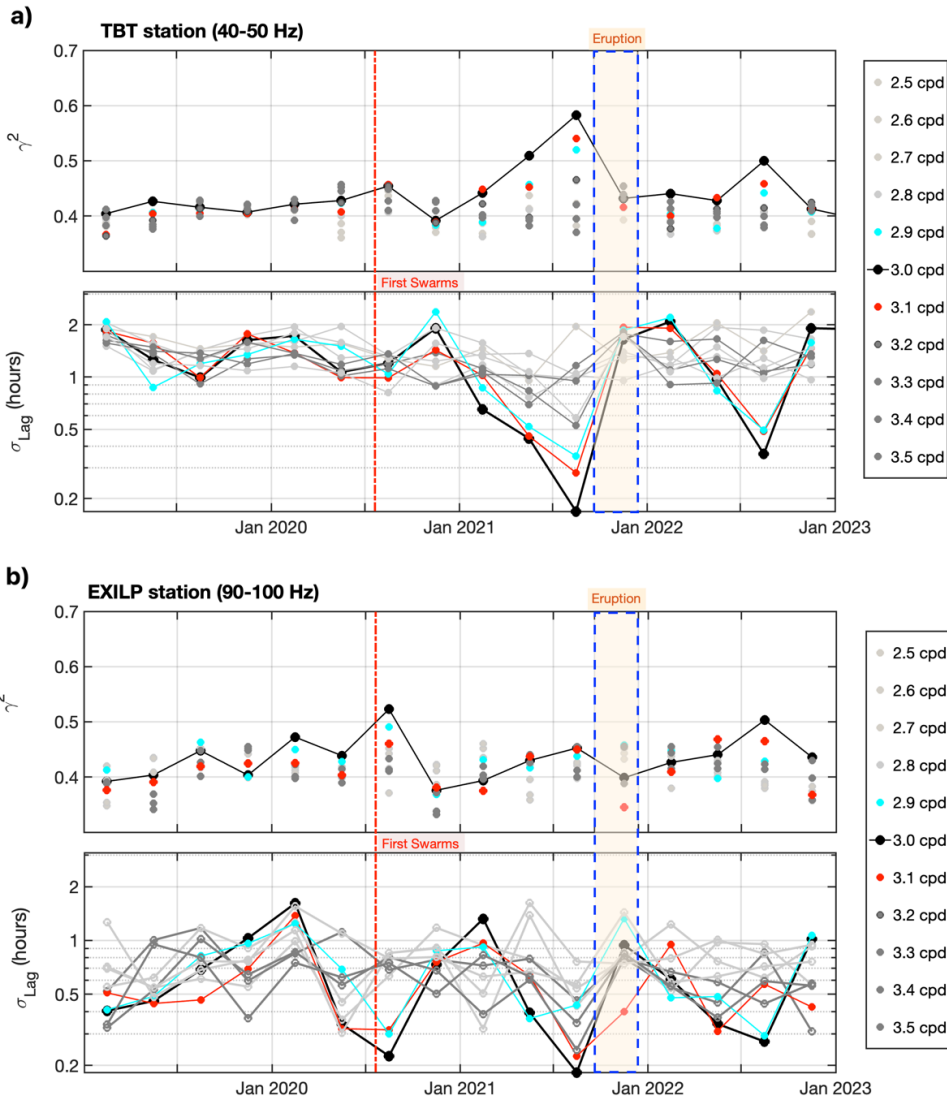 a)
TBT station (40-50 Hz)
Eruption
0.7
0.6
0.5
0.4
γ²
First Swarms
2
1
0.5
0.2
σLag (hours)
Jan 2020
Jan 2021
Jan 2022
Jan 2023
2.5 cpd
2.6 cpd
2.7 cpd
2.8 cpd
2.9 cpd
3.0 cpd
3.1 cpd
3.2 cpd
3.3 cpd
3.4 cpd
3.5 cpd
b)
EXILP station (90-100 Hz)
Eruption
0.7
0.6
0.5
0.4
γ²
First Swarms
2
1
0.5
0.2
σLag (hours)
Jan 2020
Jan 2021
Jan 2022
Jan 2023
2.5 cpd
2.6 cpd
2.7 cpd
2.8 cpd
2.9 cpd
3.0 cpd
3.1 cpd
3.2 cpd
3.3 cpd
3.4 cpd
3.5 cpd